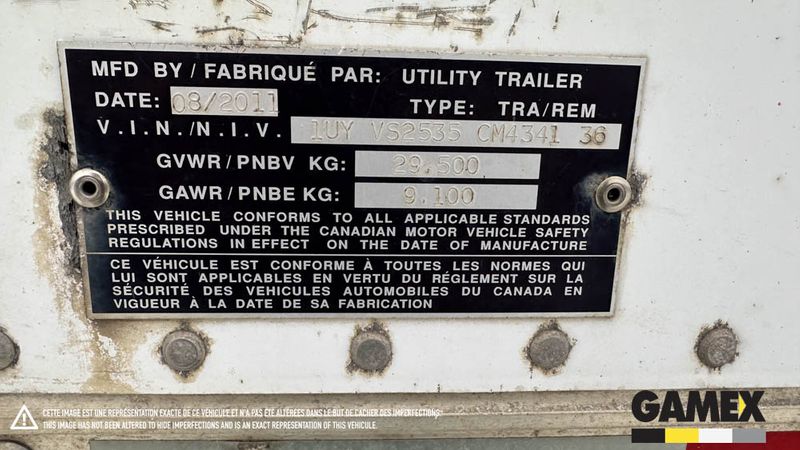 MFD BY / FABRIQUÉ PAR: UTILITY TRAILER
DATE: 08/2011 TYPE: TRA/REM
V.I.N./N.I.V. 1UY VS2535 CM4341 36
GVWR/PNBV KG: 29.500
GAWR/PNBE KG: 9.100
THIS VEHICLE CONFORMS TO ALL APPLICABLE STANDARDS
PRESCRIBED UNDER THE CANADIAN MOTOR VEHICLE SAFETY
REGULATIONS IN EFFECT ON THE DATE OF MANUFACTURE
CE VÉHICULE EST CONFORME À TOUTES LES NORMES QUI
LUI SONT APPLICABLES EN VERTU DU RÉGLEMENT SUR LA
SÉCURITÉ DES VEHICULES AUTOMOBILES DU CANADA EN
VIGUEUR À LA DATE DE SA FABRICATION
CETTE IMAGE EST UNE REPRÉSENTATION EXACTE DE CE VÉHICULE ET N'A PAS ÉTÉ ALTÉRÉES DANS LE BUT DE CACHER DES IMPERFECTIONS.
THIS IMAGE HAS NOT BEEN ALTERED TO HIDE IMPERFECTIONS AND IS AN EXACT REPRESENTATION OF THIS VEHICLE.
GAMEX